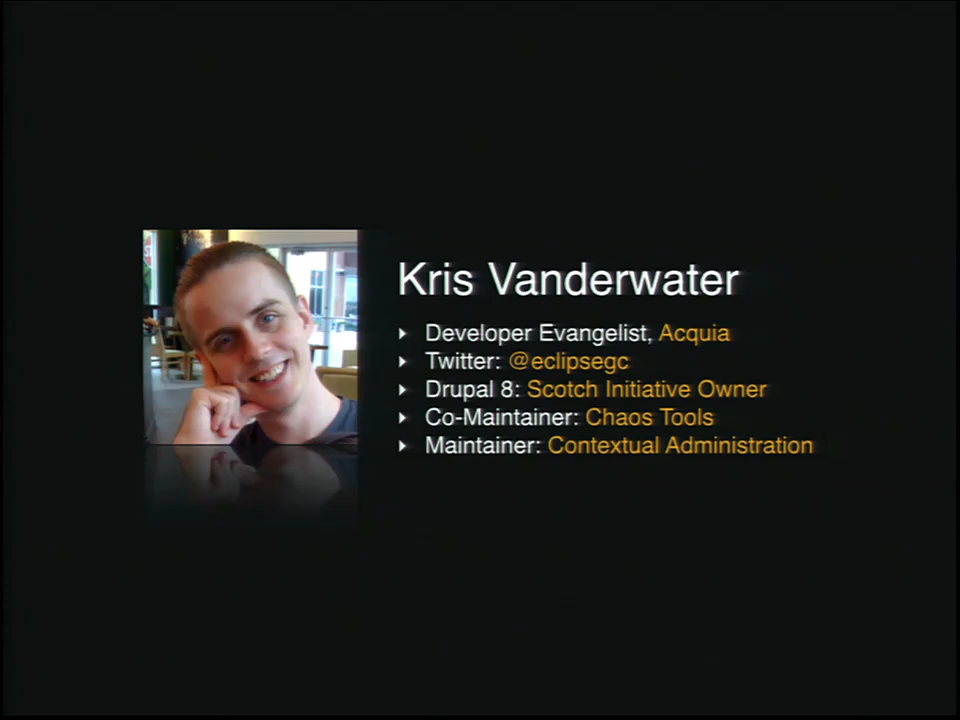 Kris Vanderwater
Developer Evangelist, Acquia
Twitter: @eclipsegc
Drupal 8: Scotch Initiative Owner
Co-Maintainer: Chaos Tools
Maintainer: Contextual Administration